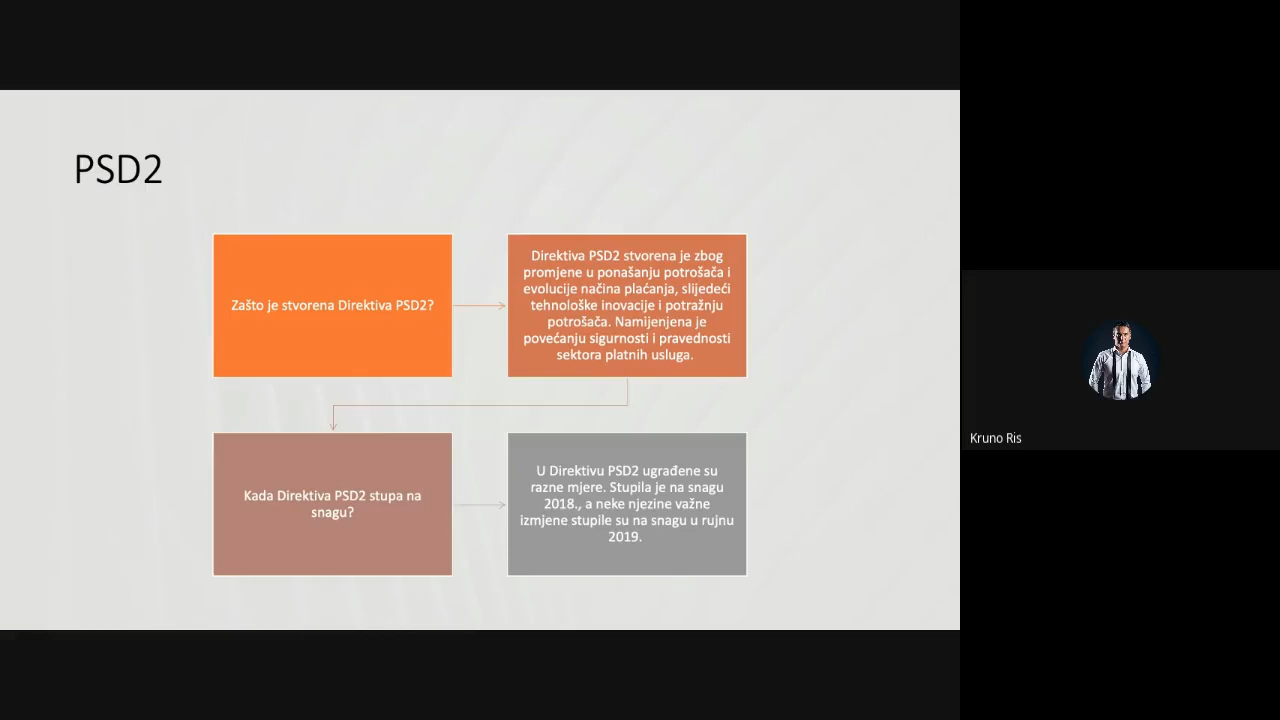 PSD2
Zašto je stvorena Direktiva PSD2?
Direktiva PSD2 stvorena je zbog
promjene u ponašanju potrošača i
evolucije načina plaćanja, slijedeći
tehnološke inovacije i potražnju
potrošača. Namijenjena je
povećanju sigurnosti i pravednosti
sektora platnih usluga.
Kada Direktiva PSD2 stupa na
snagu?
U Direktivu PSD2 ugrađene su
razne mjere. Stupila je na snagu
2018., a neke njezine važne
izmjene stupile su na snagu u rujnu
2019.
Kruno Ris